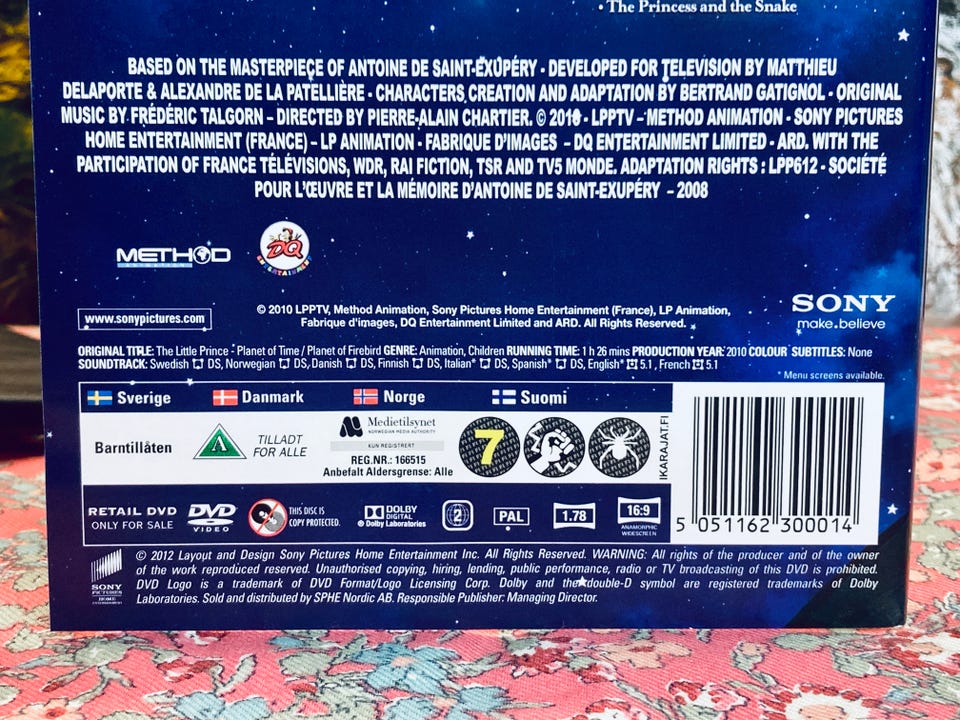 • The Princess and the Snake
BASED ON THE MASTERPIECE OF ANTOINE DE SAINT-EXUPÉRY - DEVELOPED FOR TELEVISION BY MATTHIEU
DELAPORTE & ALEXANDRE DE LA PATELLIÈRE - CHARACTERS CREATION AND ADAPTATION BY BERTRAND GATIGNOL - ORIGINAL
MUSIC BY FRÉDÉRIC TALGORN – DIRECTED BY PIERRE-ALAIN CHARTIER. © 2010 - LPPTV – METHOD ANIMATION - SONY PICTURES
HOME ENTERTAINMENT (FRANCE) – LP ANIMATION - FABRIQUE D'IMAGES – DQ ENTERTAINMENT LIMITED - ARD. WITH THE
PARTICIPATION OF FRANCE TÉLÉVISIONS, WDR, RAI FICTION, TSR AND TV5 MONDE. ADAPTATION RIGHTS : LPP612 - SOCIÉTÉ
POUR L'ŒUVRE ET LA MÉMOIRE D'ANTOINE DE SAINT-EXUPÉRY – 2008
METHOD
ANIMATION
DQ
ENTERTAINMENT
www.sonypictures.com
© 2010 LPPTV, Method Animation, Sony Pictures Home Entertainment (France), LP Animation,
Fabrique d'images, DQ Entertainment Limited and ARD. All Rights Reserved.
SONY
make.believe
ORIGINAL TITLE: The Little Prince - Planet of Time / Planet of Firebird GENRE: Animation, Children RUNNING TIME: 1 h 26 mins PRODUCTION YEAR: 2010 COLOUR SUBTITLES: None
SOUNDTRACK: Swedish DS, Norwegian DS, Danish DS, Finnish DS, Italian* DS, Spanish* DS, English* 5.1 , French 5.1
* Menu screens available.
Sverige Danmark Norge Suomi
Barntillåten
A
TILLADT
FOR ALLE
Medietilsynet
NORWEGIAN MEDIA AUTHORITY
KUN REGISTRERT
REG.NR.: 166515
Anbefalt Aldersgrense: Alle
7
IKARAJAT.FI
RETAIL DVD
ONLY FOR SALE
DVD
VIDEO
THIS DISC IS
COPY PROTECTED.
DOLBY
DIGITAL
Dolby Laboratories
2
PAL
1.78
16:9
ANAMORPHIC
WIDESCREEN
5 051162 300014
SONY
PICTURES
HOME
ENTERTAINMENT
© 2012 Layout and Design Sony Pictures Home Entertainment Inc. All Rights Reserved. WARNING: All rights of the producer and of the owner
of the work reproduced reserved. Unauthorised copying, hiring, lending, public performance, radio or TV broadcasting of this DVD is prohibited.
DVD Logo is a trademark of DVD Format/Logo Licensing Corp. Dolby and the double-D symbol are registered trademarks of Dolby
Laboratories. Sold and distributed by SPHE Nordic AB. Responsible Publisher: Managing Director.